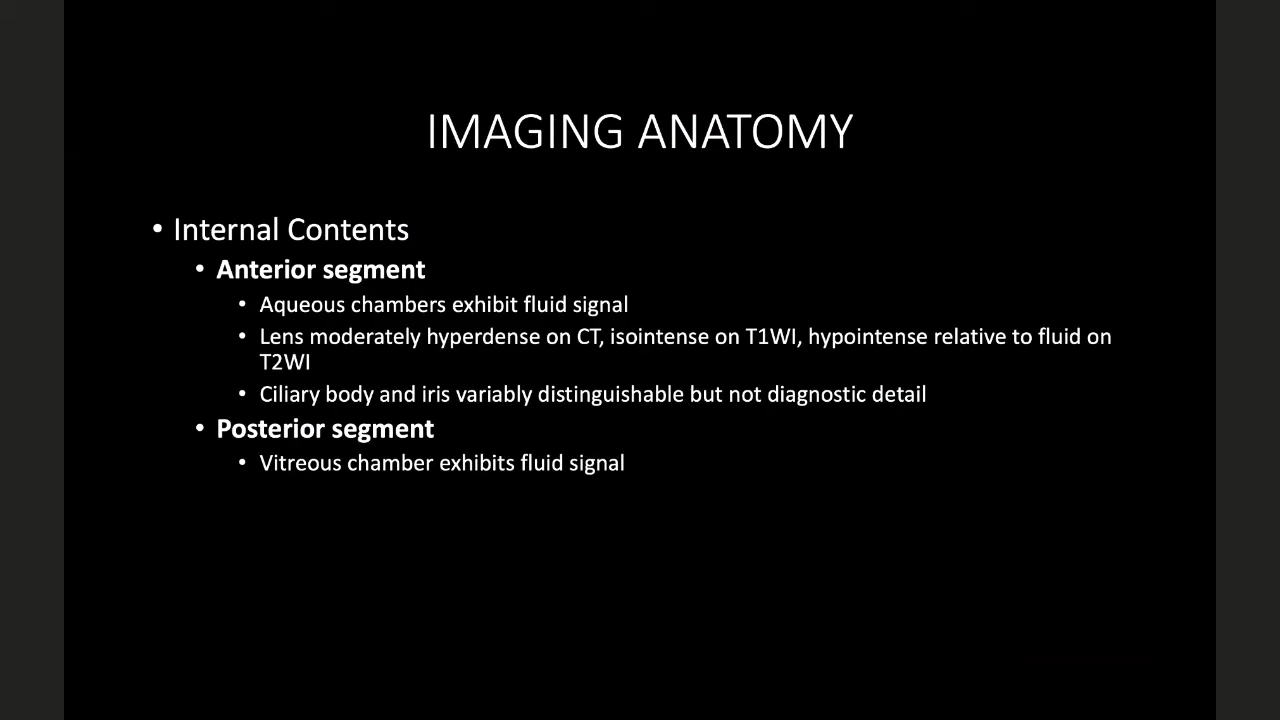 IMAGING ANATOMY
• Internal Contents
• Anterior segment
• Aqueous chambers exhibit fluid signal
• Lens moderately hyperdense on CT, isointense on T1WI, hypointense relative to fluid on
T2WI
• Ciliary body and iris variably distinguishable but not diagnostic detail
• Posterior segment
• Vitreous chamber exhibits fluid signal